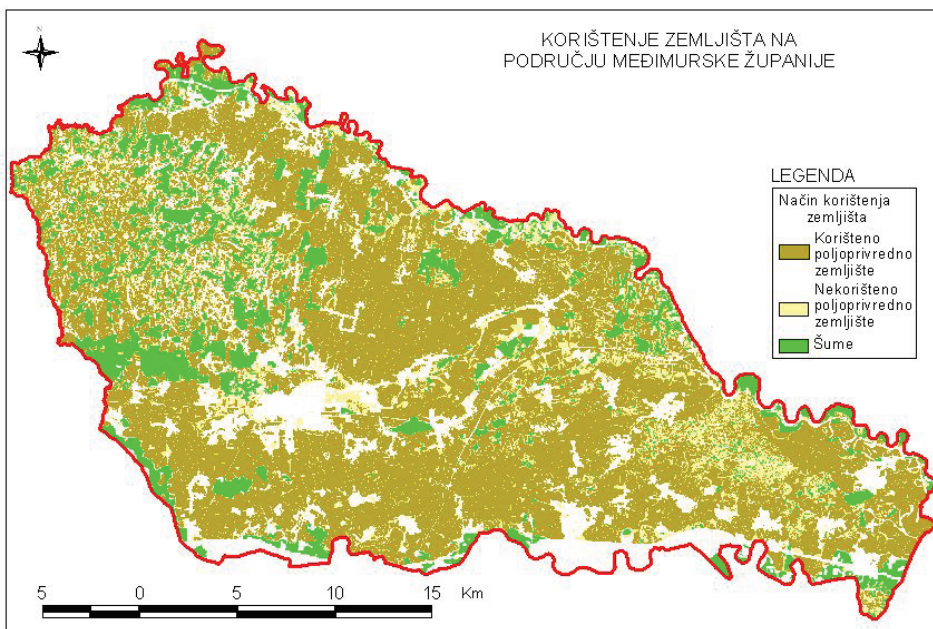 N
KORIŠTENJE ZEMLJIŠTA NA
PODRUČJU MEĐIMURSKE ŽUPANIJE
LEGENDA
Način korištenja
zemljišta
Korišteno
poljoprivredno
zemljište
Nekorišteno
poljoprivredno
zemljište
Šume
5 0 5 10 15 Km